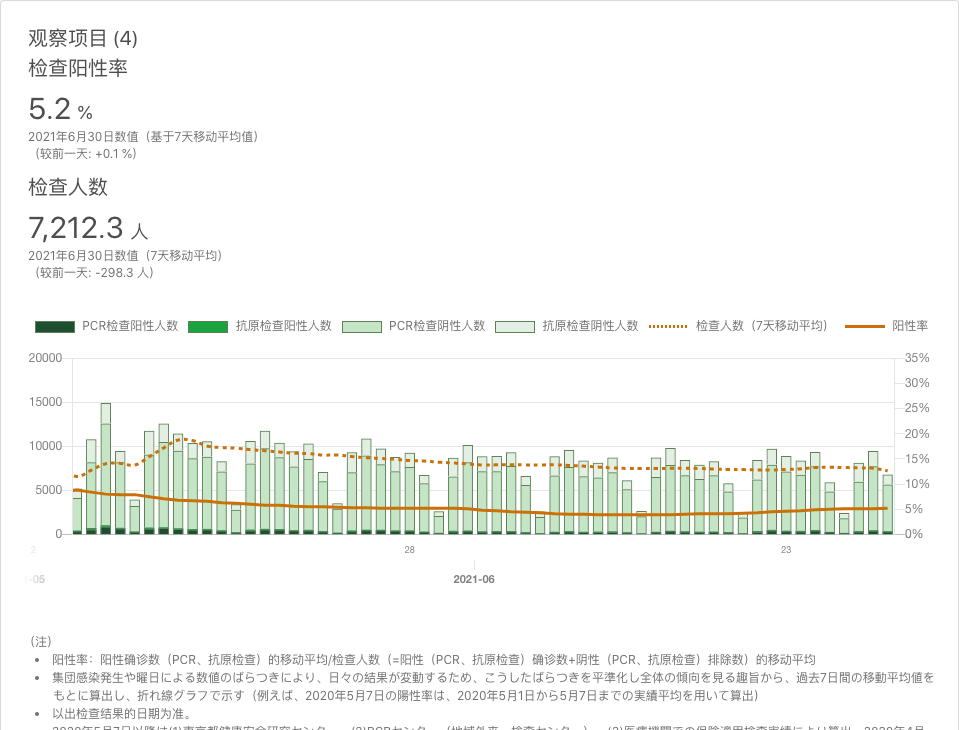 观察项目 (4)
检查阳性率
5.2 %
2021年6月30日数值（基于7天移动平均值）
（较前一天: +0.1 %）
检查人数
7,212.3 人
2021年6月30日数值（7天移动平均）
（较前一天: -298.3 人）
PCR检查阳性人数 抗原检查阳性人数 PCR检查阴性人数 抗原检查阴性人数 检查人数（7天移动平均） 阳性率
20000 35%
30%
15000 25%
20%
10000 15%
5000 10%
5%
0 0%
2 28 23
-05 2021-06
（注）
• 阳性率：阳性确诊数（PCR、抗原检查）的移动平均/检查人数（=阳性（PCR、抗原检查）确诊数+阴性（PCR、抗原检查）排除数）的移动平均
• 集団感染発生や曜日による数値のばらつきにより、日々の結果が変動するため、こうしたばらつきを平準化し全体の傾向を見る趣旨から、過去7日間の移動平均値を
もとに算出し、折れ線グラフで示す（例えば、2020年5月7日の陽性率は、2020年5月1日から5月7日までの実績平均を用いて算出）
• 以出检查结果的日期为准。